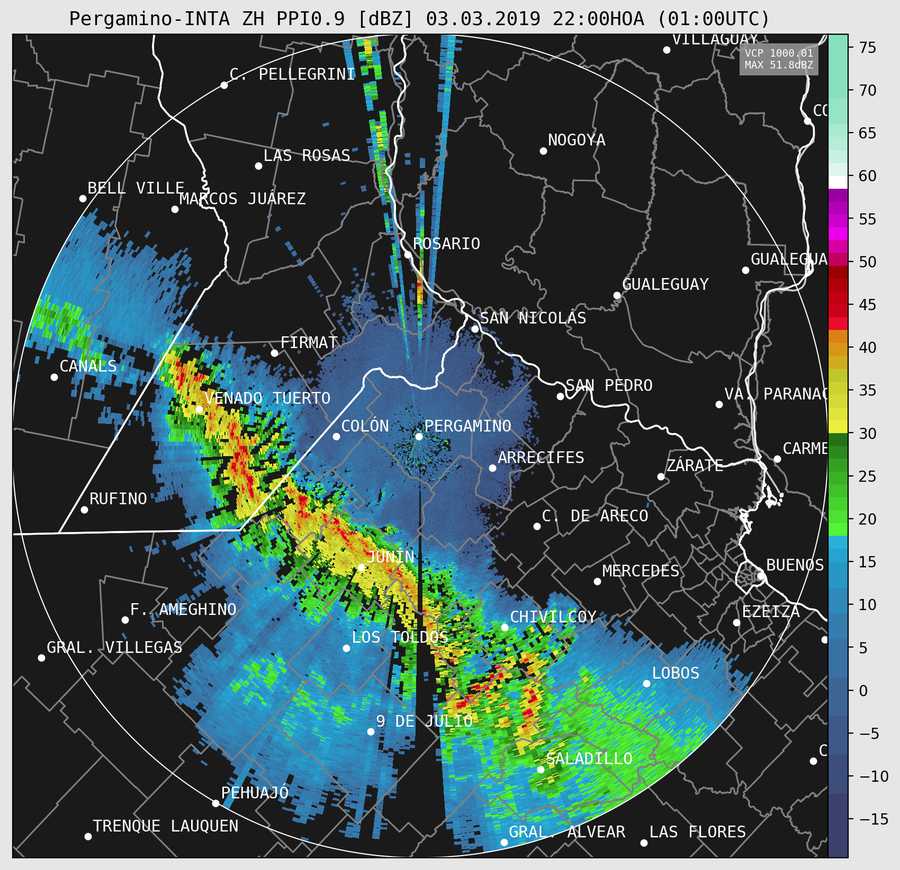 Pergamino-INTA ZH PPI0.9 [dBZ] 03.03.2019 22:00HOA (01:00UTC)
VILLAGUAY
VCP 1000.01
MAX 51.8dBZ
75
C. PELLEGRINI
70
CO
65
NOGOYA
LAS ROSAS
60
BELL VILLE
MARCOS JUÁREZ
55
ROSARIO
50
GUALEGUA
GUALEGUAY
45
SAN NICOLÁS
40
FIRMAT
CANALS
SAN PEDRO
35
VENADO TUERTO
VA. PARANAC
COLÓN
PERGAMINO
30
CARME
ARRECIFES
ZÁRATE
25
RUFINO
C. DE ARECO
20
JUNÍN
15
BUENOS
MERCEDES
F. AMEGHINO
10
CHIVILCOY
EZEIZA
LOS TOLDOS
GRAL. VILLEGAS
5
LOBOS
0
9 DE JULIO
−5
SALADILLO
C
−10
PEHUAJÓ
−15
TRENQUE LAUQUEN
GRAL. ALVEAR
LAS FLORES